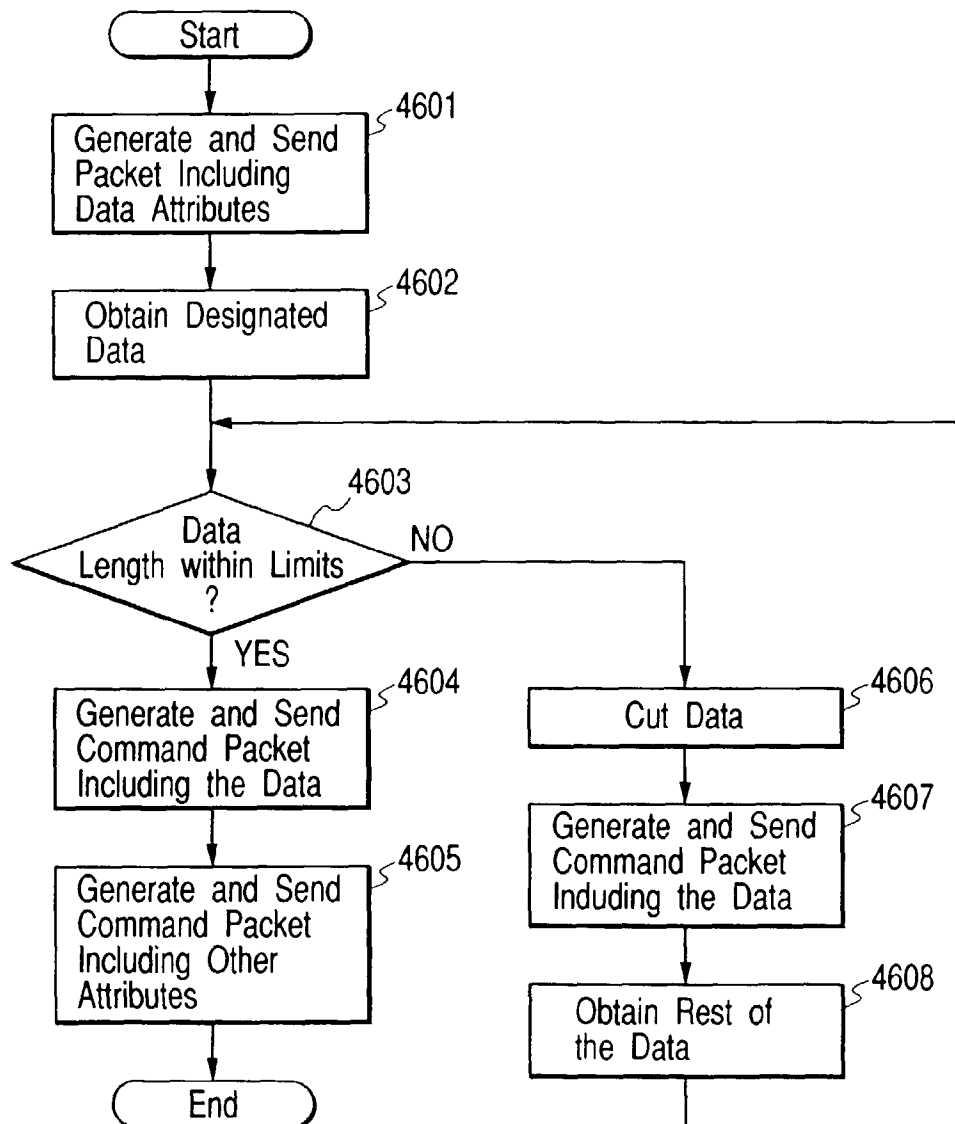 Start
4601
Generate and Send
Packet Including
Data Attributes
4602
Obtain Designated
Data
4603
Data
Length within Limits
?
NO
YES
4604
Generate and Send
Command Packet
Including the Data
4605
Generate and Send
Command Packet
Including Other
Attributes
End
4606
Cut Data
4607
Generate and Send
Command Packet
Induding the Data
4608
Obtain Rest of
the Data